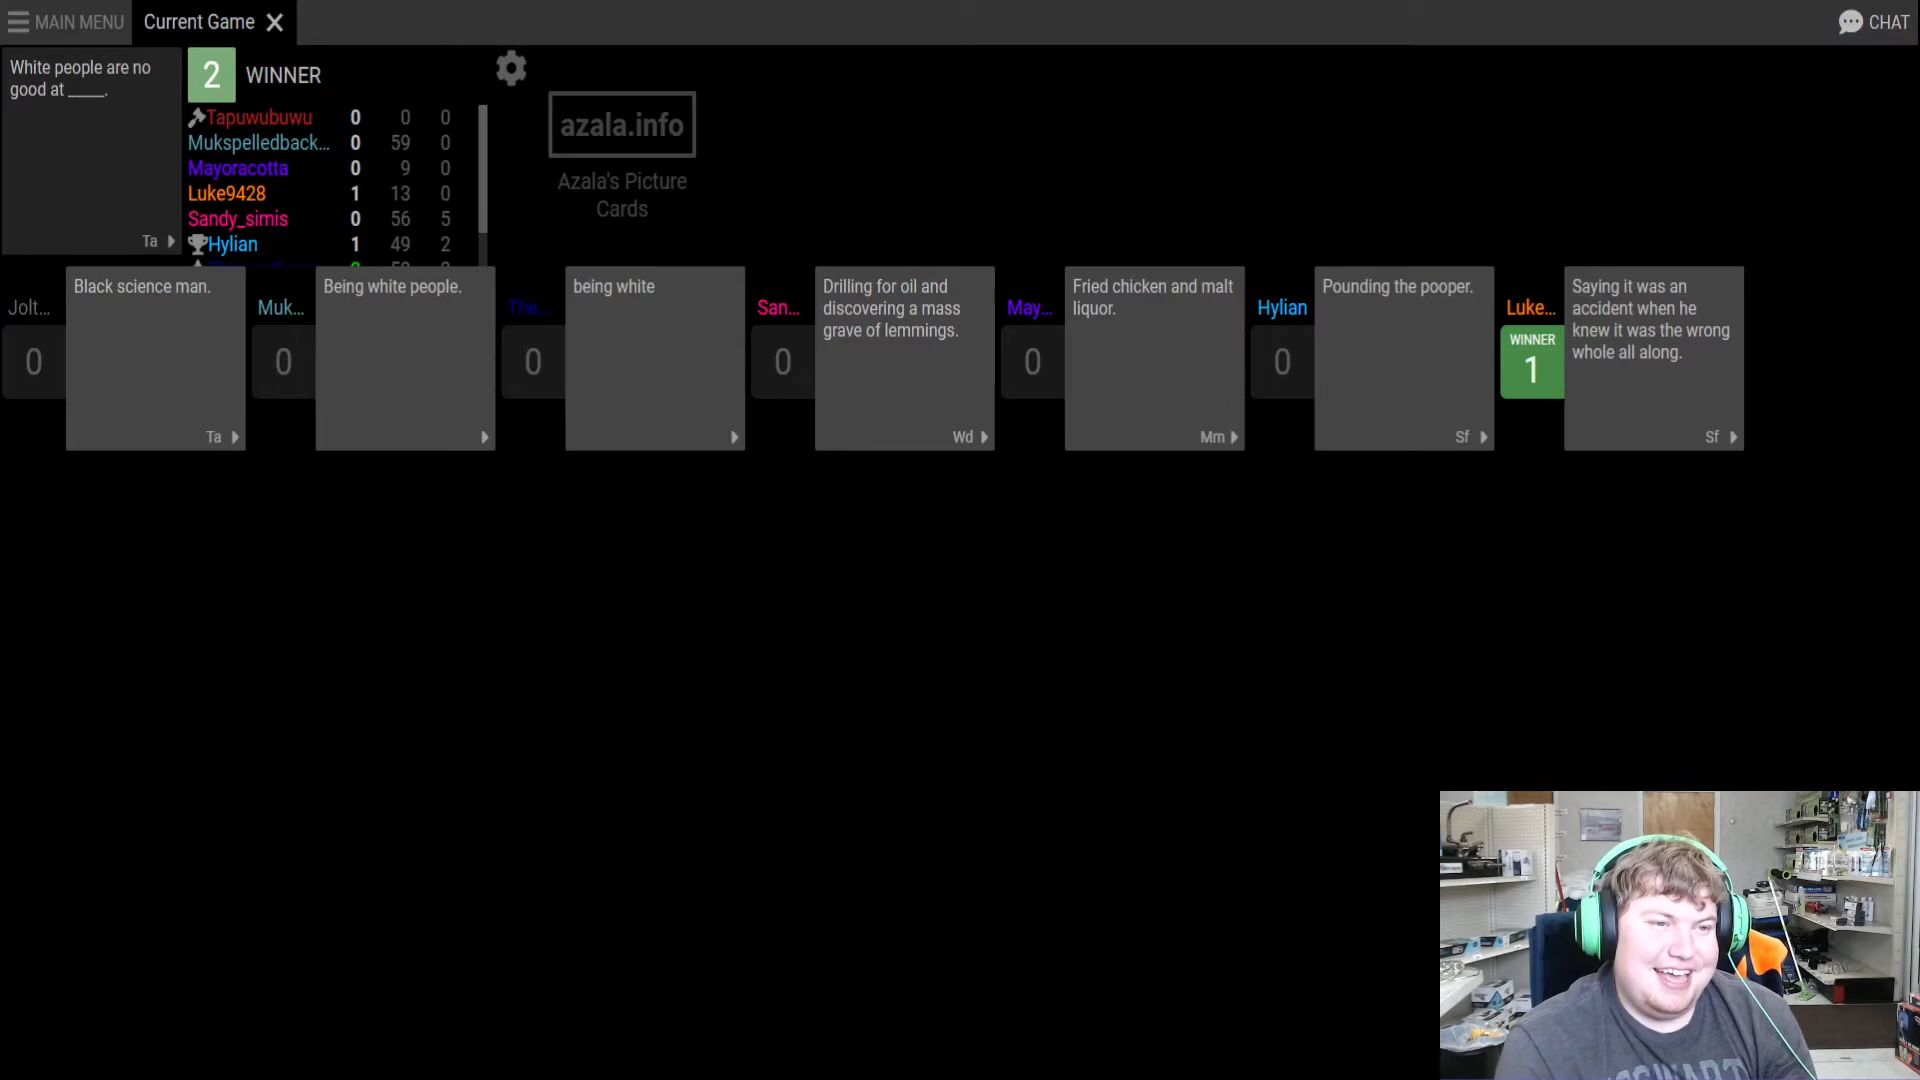 MAIN MENU
Current Game
CHAT
White people are no
good at _____.
Ta
2 WINNER
Tapuwubuwu 0 0 0
Mukspelledback... 0 59 0
Mayoracotta 0 9 0
Luke9428 1 13 0
Sandy_simis 0 56 5
Hylian 1 49 2
azala.info
Azala's Picture
Cards
Jolt...
0
Black science man.
Ta
Muk...
0
Being white people.
The...
0
being white
San...
0
Drilling for oil and
discovering a mass
grave of lemmings.
Wd
May...
0
Fried chicken and malt
liquor.
Mm
Hylian
0
Pounding the pooper.
Sf
Luke...
WINNER
1
Saying it was an
accident when he
knew it was the wrong
whole all along.
Sf